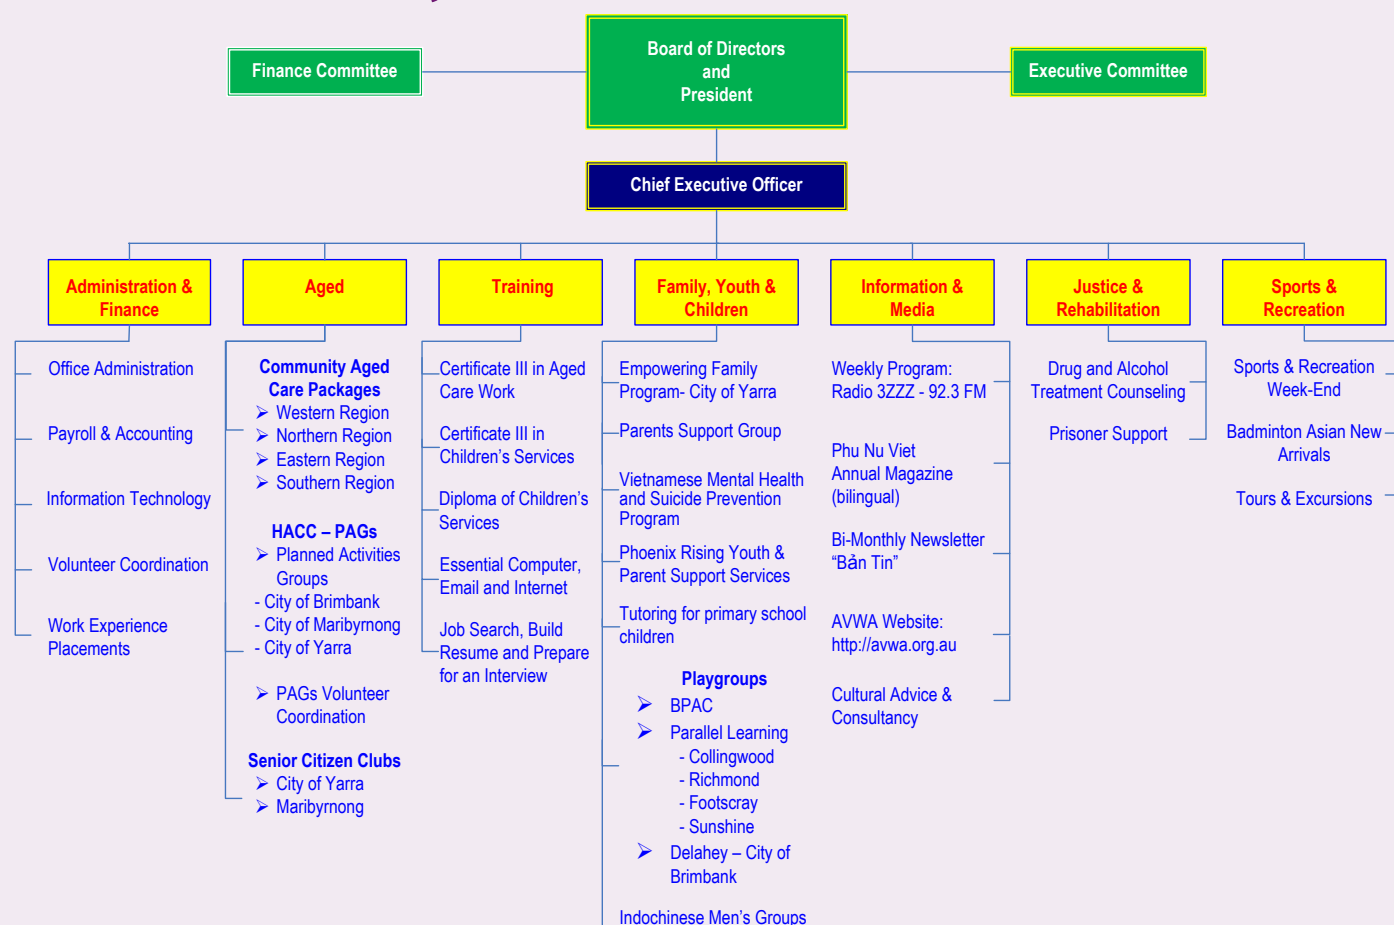 Board of Directors
and
President
Finance Committee
Executive Committee
Chief Executive Officer
Administration &
Finance
Office Administration
Payroll & Accounting
Information Technology
Volunteer Coordination
Work Experience
Placements
Aged
Community Aged
Care Packages
➢ Western Region
➢ Northern Region
➢ Eastern Region
➢ Southern Region
HACC – PAGs
➢ Planned Activities
Groups
- City of Brimbank
- City of Maribyrnong
- City of Yarra
➢ PAGs Volunteer
Coordination
Senior Citizen Clubs
➢ City of Yarra
➢ Maribyrnong
Training
Certificate III in Aged
Care Work
Certificate III in
Children’s Services
Diploma of Children’s
Services
Essential Computer,
Email and Internet
Job Search, Build
Resume and Prepare
for an Interview
Family, Youth &
Children
Empowering Family
Program- City of Yarra
Parents Support Group
Vietnamese Mental Health
and Suicide Prevention
Program
Phoenix Rising Youth &
Parent Support Services
Tutoring for primary school
children
Playgroups
➢ BPAC
➢ Parallel Learning
- Collingwood
- Richmond
- Footscray
- Sunshine
➢ Delahey – City of
Brimbank
Indochinese Men’s Groups
Information &
Media
Weekly Program:
Radio 3ZZZ - 92.3 FM
Phu Nu Viet
Annual Magazine
(bilingual)
Bi-Monthly Newsletter
“Bản Tin”
AVWA Website:
http://avwa.org.au
Cultural Advice &
Consultancy
Justice &
Rehabilitation
Drug and Alcohol
Treatment Counseling
Prisoner Support
Sports &
Recreation
Sports & Recreation
Week-End
Badminton Asian New
Arrivals
Tours & Excursions